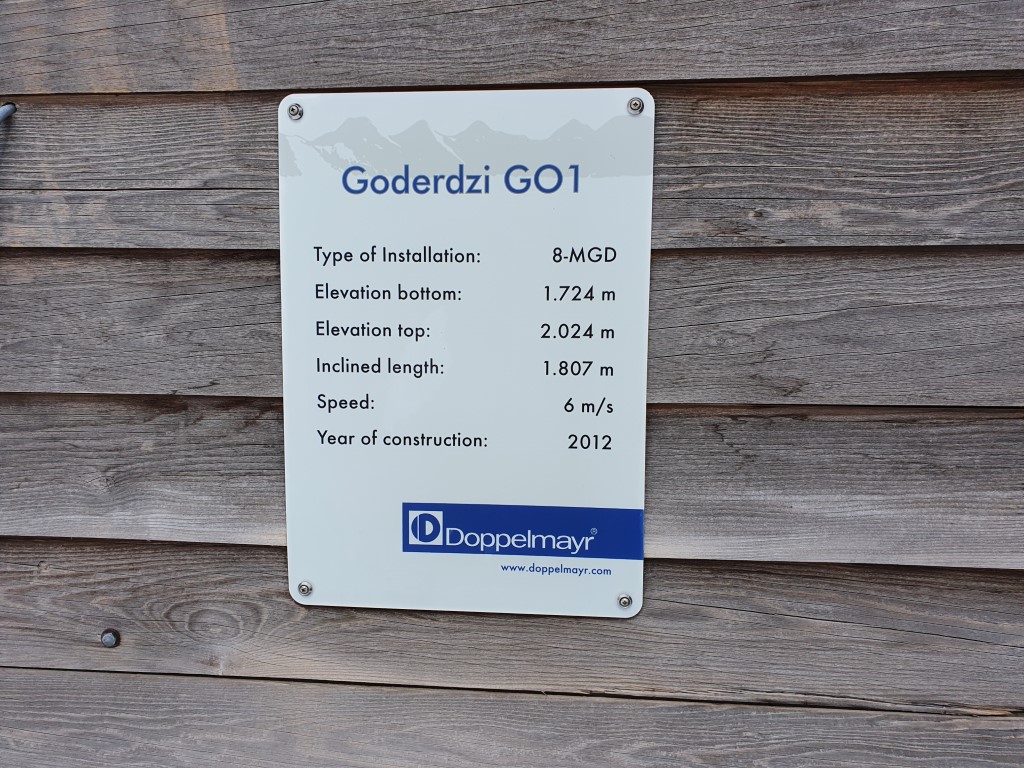 Goderdzi GO1
Type of Installation: 8-MGD
Elevation bottom: 1.724 m
Elevation top: 2.024 m
Inclined length: 1.807 m
Speed: 6 m/s
Year of construction: 2012
Doppelmayr®
www.doppelmayr.com